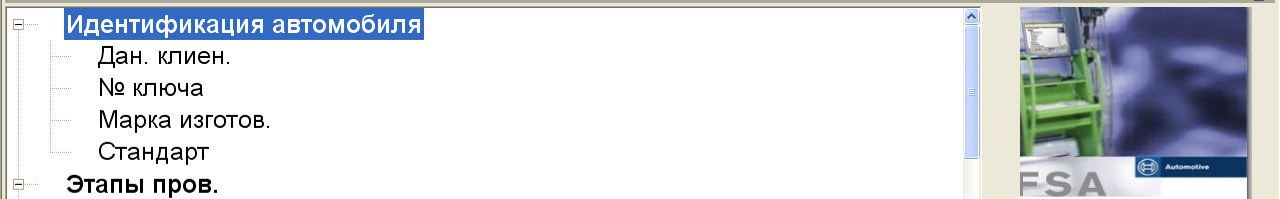 Идентификация автомобиля
Дан. клиен.
№ ключа
Марка изготов.
Стандарт
Этапы пров.
Automotive
FSA